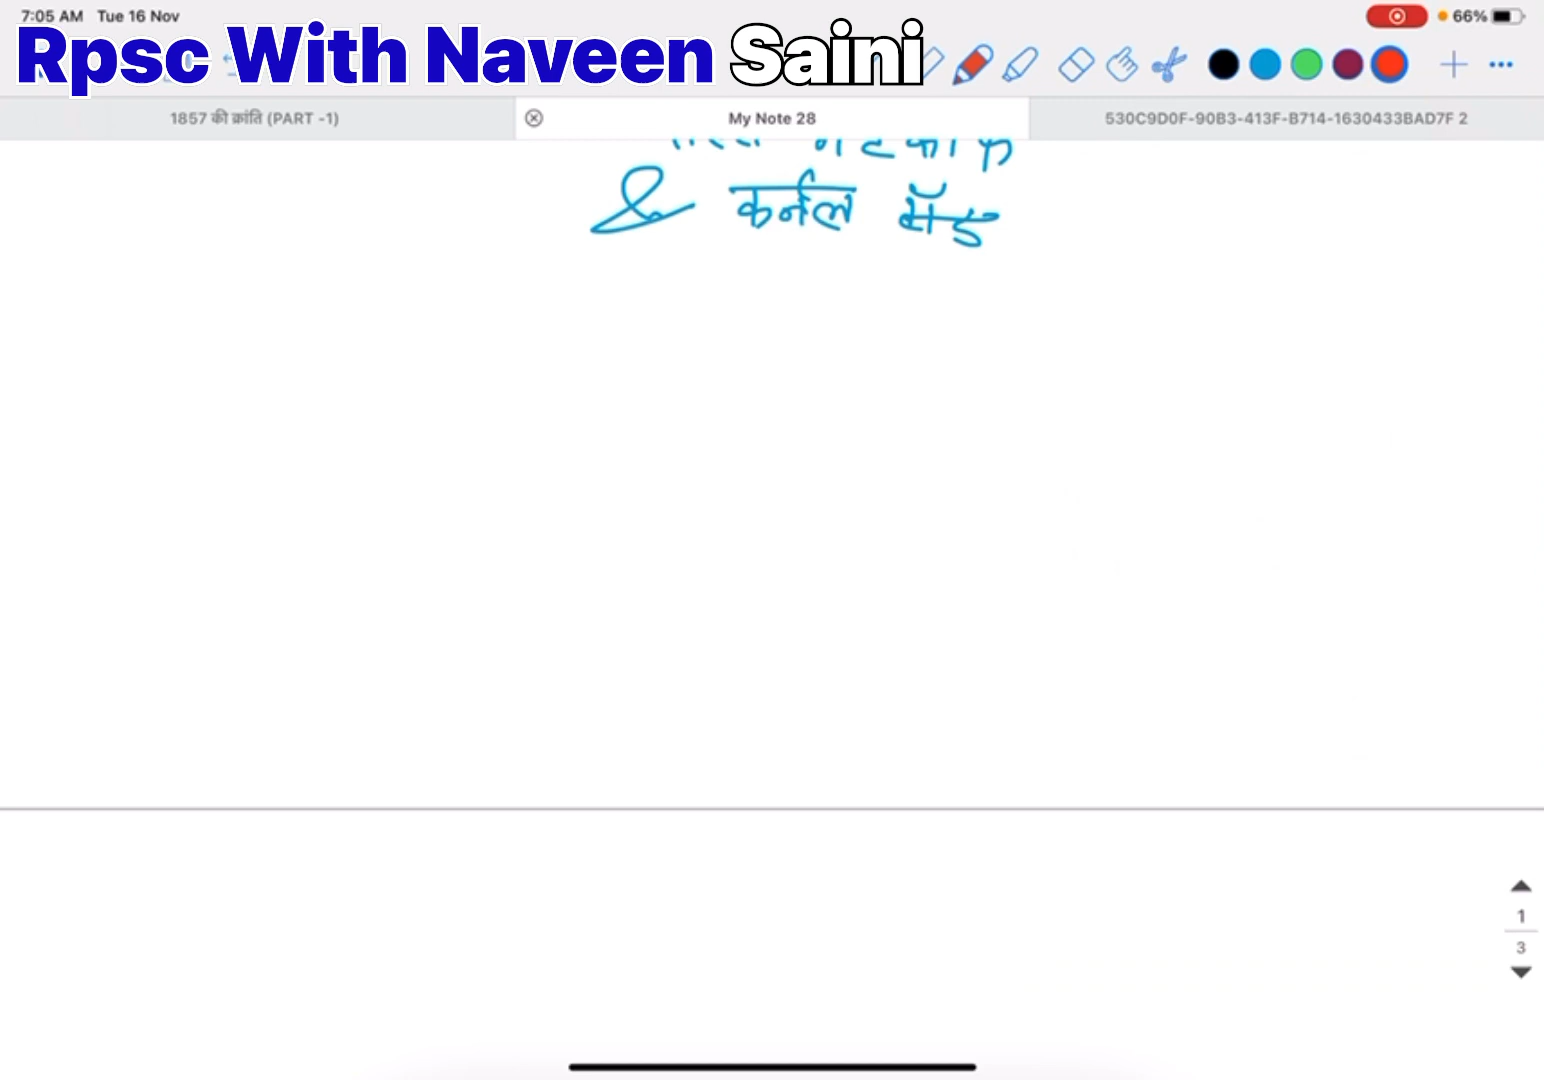 7:05 AM Tue 16 Nov
66%
Rpsc With Naveen Saini
1857 की क्रांति (PART -1)
My Note 28
530C9D0F-90B3-413F-B714-1630433BAD7F 2
& कर्नल
1
3